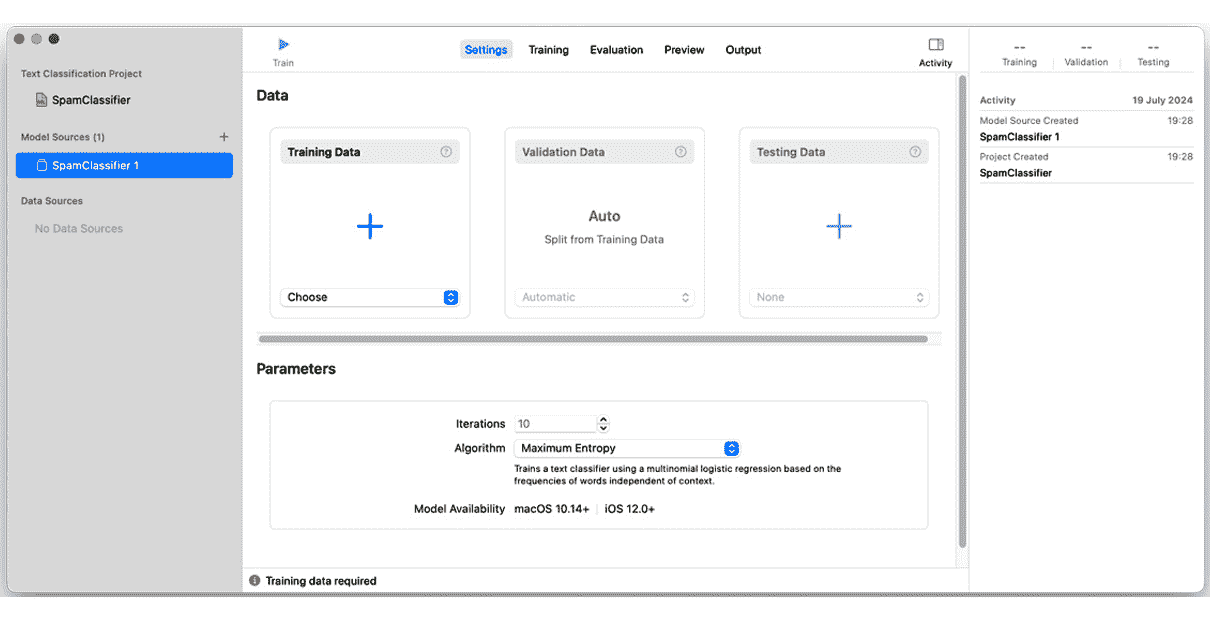 Text Classification Project
SpamClassifier
Model Sources (1)
SpamClassifier 1
Data Sources
No Data Sources
Train
Settings
Training
Evaluation
Preview
Output
Activity
Data
Training Data
Choose
Validation Data
Auto
Split from Training Data
Automatic
Testing Data
None
Parameters
Iterations 10
Algorithm Maximum Entropy
Trains a text classifier using a multinomial logistic regression based on the
frequencies of words independent of context.
Model Availability macOS 10.14+ iOS 12.0+
Training data required
-- -- --
Training Validation Testing
Activity 19 July 2024
Model Source Created 19:28
SpamClassifier 1
Project Created 19:28
SpamClassifier